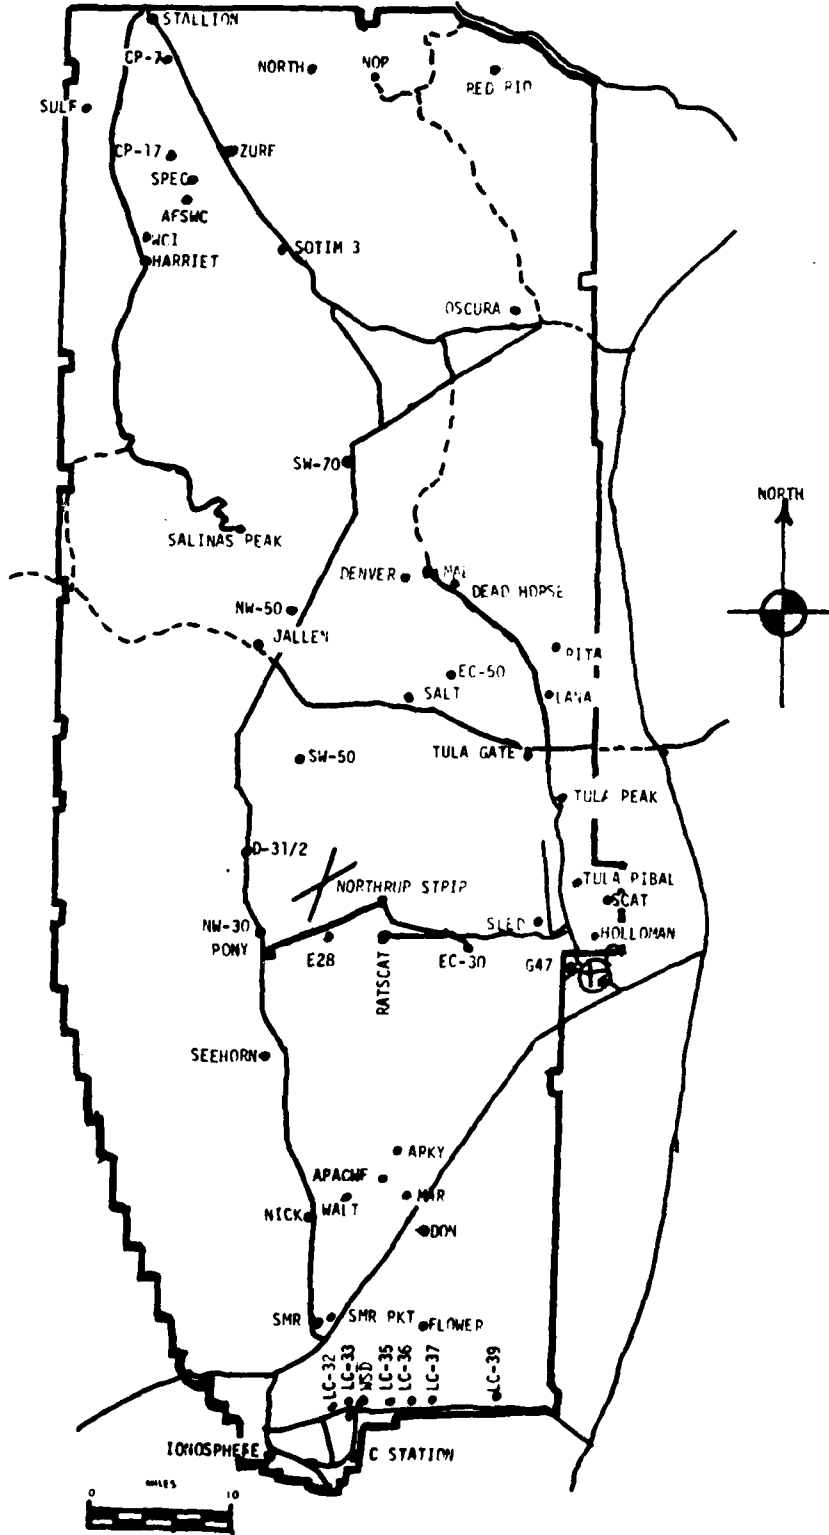 STALLION
CP-7
NORTH
NOP
RED RIO
SULF
CP-17
ZURF
SPEC
AFSWC
WCI
HARRIET
SOTIM 3
OSCURA
SW-70
NORTH
SALINAS PEAK
DENVER
DEAD HORSE
NW-50
JALLEN
RITA
EC-50
SALT
LANA
TULA GATE
SW-50
TULA PEAK
D-31/2
NORTHRUP STRIP
TULA PIBAL
SCAT
NW-30
SLED
HOLLOMAN
PONY
E28
RATSCAT
EC-30
G47
SEEHORN
APKY
APACHE
WALT
MAR
NICK
DON
SMR
SMR PKT
FLOWER
LC-32
LC-33
WSD
LC-35
LC-36
LC-37
LC-39
IONOSPHERE
C STATION
MILES
0 10